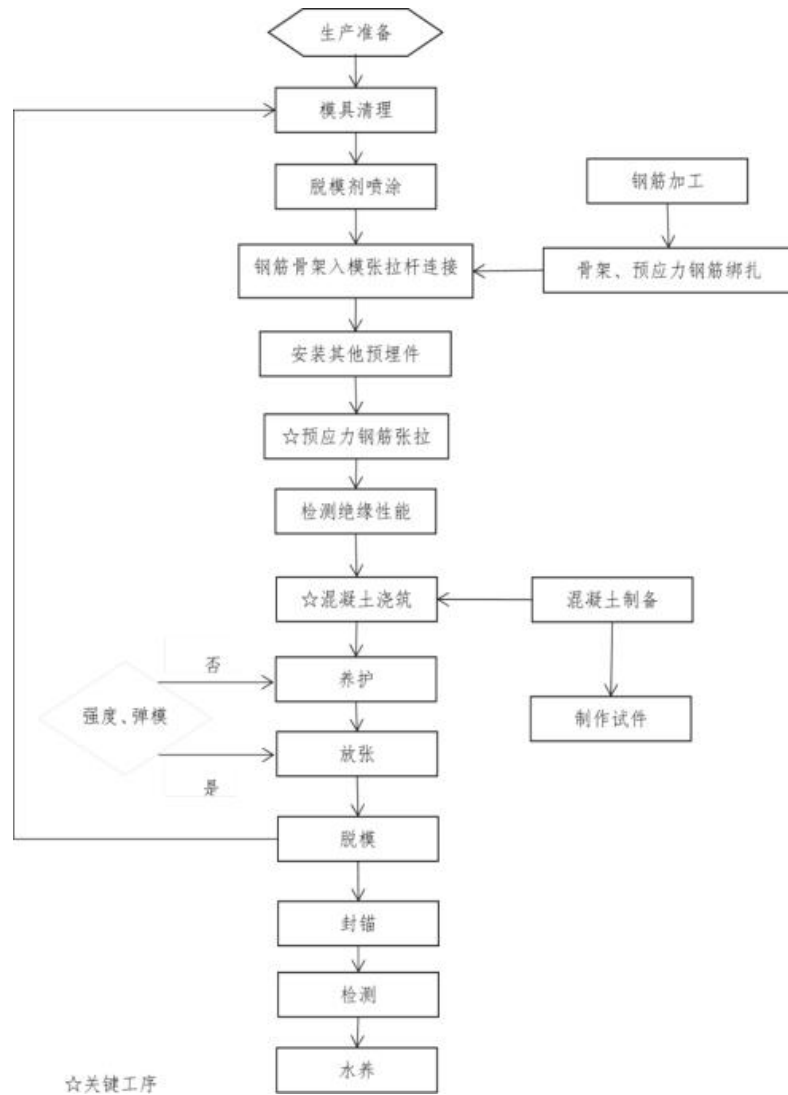 生产准备
模具清理
脱模剂喷涂
钢筋加工
钢筋骨架入模张拉杆连接
骨架、预应力钢筋绑扎
安装其他预埋件
☆预应力钢筋张拉
检测绝缘性能
☆混凝土浇筑
混凝土制备
否
养护
强度、弹模
制作试件
放张
是
脱模
封锚
检测
水养
☆关键工序